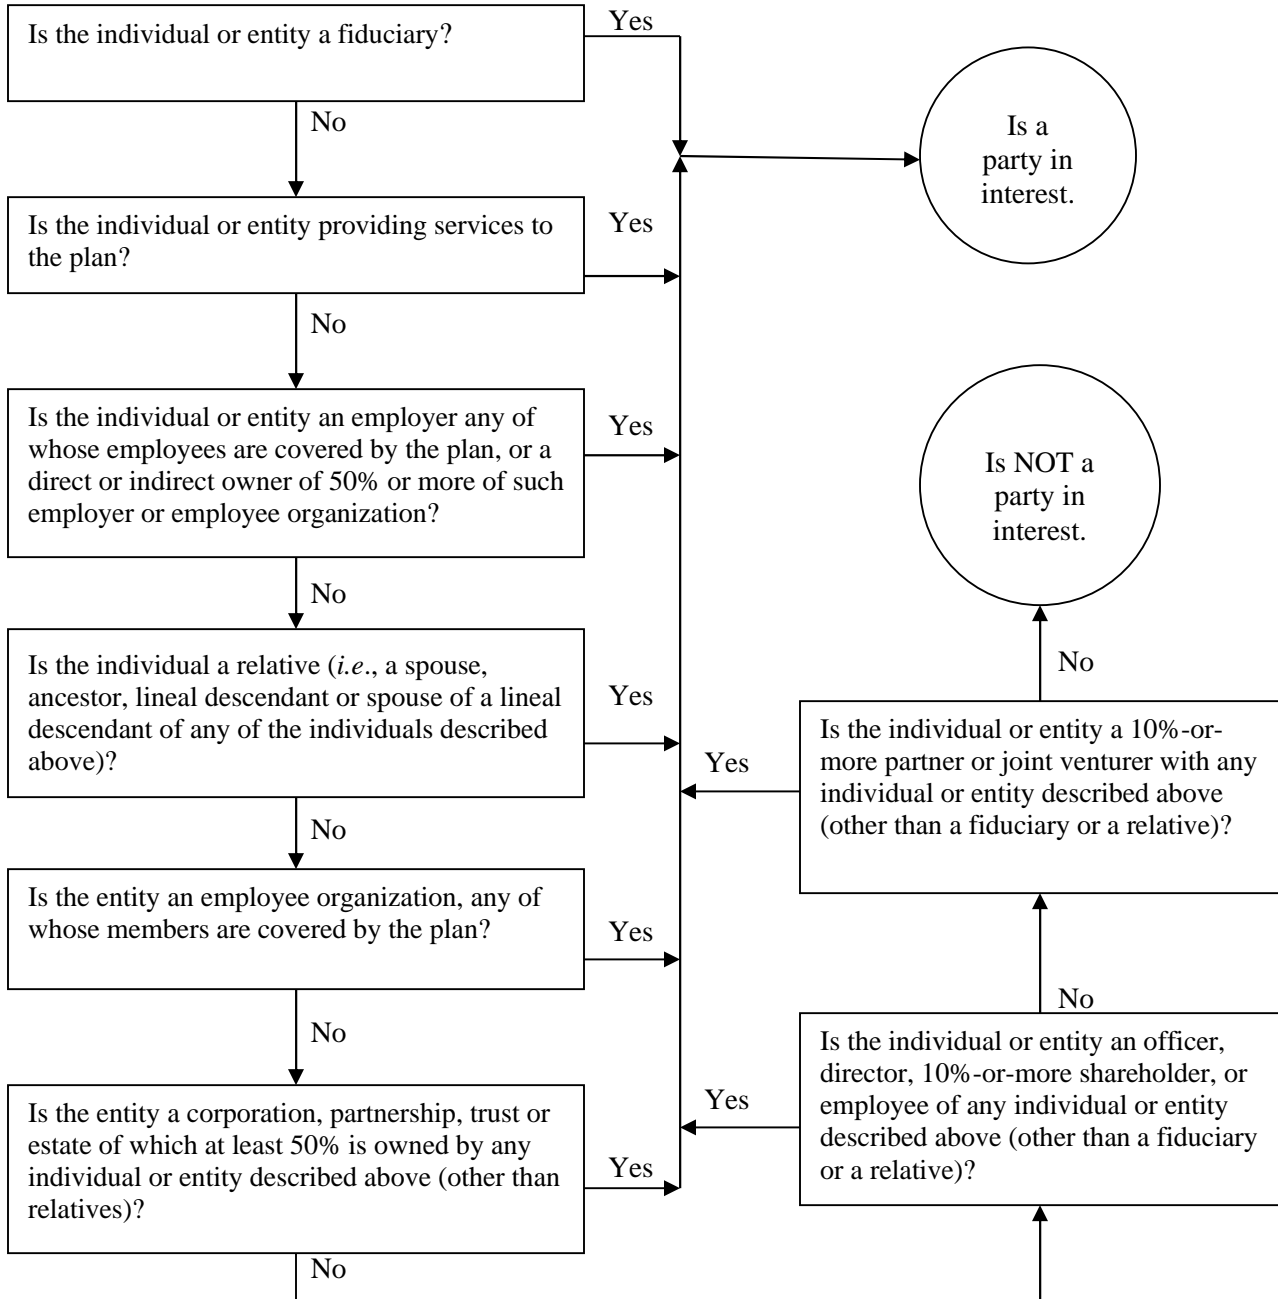 Is the individual or entity a fiduciary?
Yes
No
Is a
party in
interest.
Is the individual or entity providing services to
the plan?
Yes
No
Is the individual or entity an employer any of
whose employees are covered by the plan, or a
direct or indirect owner of 50% or more of such
employer or employee organization?
Yes
No
Is NOT a
party in
interest.
Is the individual a relative (i.e., a spouse,
ancestor, lineal descendant or spouse of a lineal
descendant of any of the individuals described
above)?
Yes
No
Is the entity an employee organization, any of
whose members are covered by the plan?
Yes
No
Is the entity a corporation, partnership, trust or
estate of which at least 50% is owned by any
individual or entity described above (other than
relatives)?
Yes
No
No
Is the individual or entity a 10%-or-
more partner or joint venturer with any
individual or entity described above
(other than a fiduciary or a relative)?
Yes
No
Is the individual or entity an officer,
director, 10%-or-more shareholder, or
employee of any individual or entity
described above (other than a fiduciary
or a relative)?
Yes